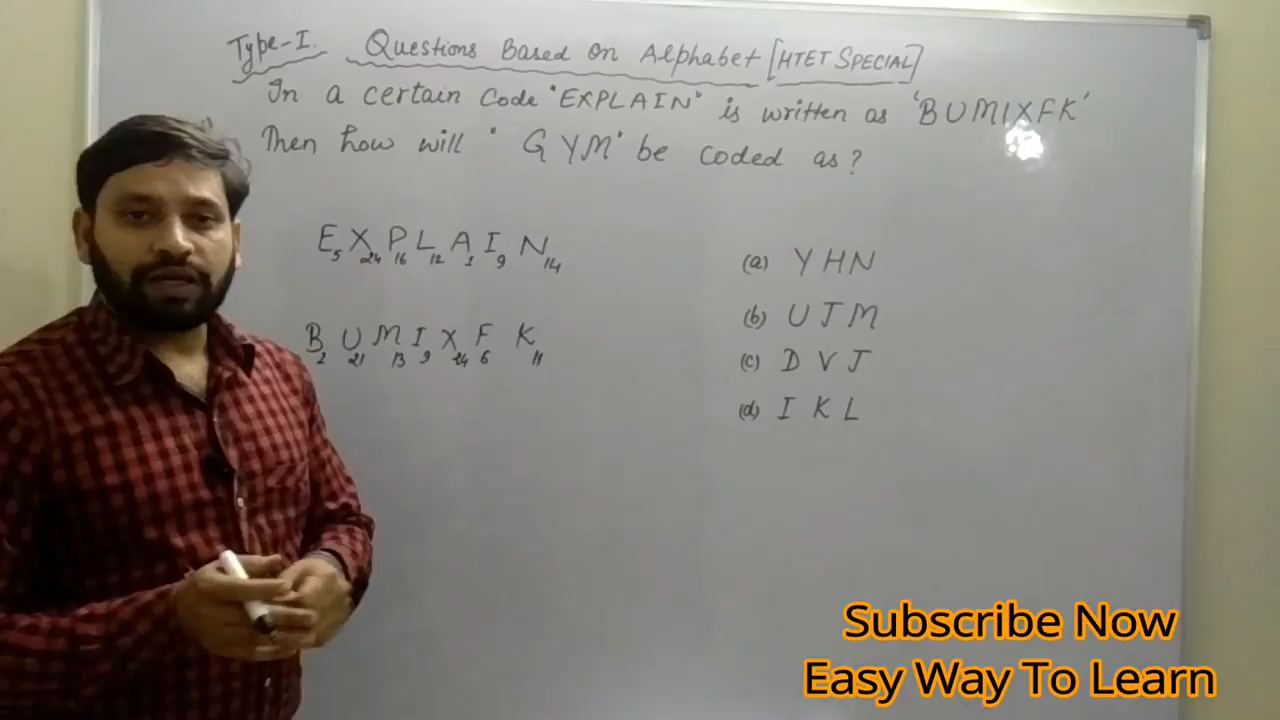 Type-I. Questions Based on Alphabet [HTET SPECIAL]
In a certain code "EXPLAIN" is written as 'BUMIXFK'
Then how will "GYM" be coded as?
E X P L A I N
5 24 16 12 1 9 14
B U M I X F K
2 21 13 9 24 6 11
(a) Y H N
(b) U J M
(c) D V J
(d) I K L
Subscribe Now
Easy Way To Learn